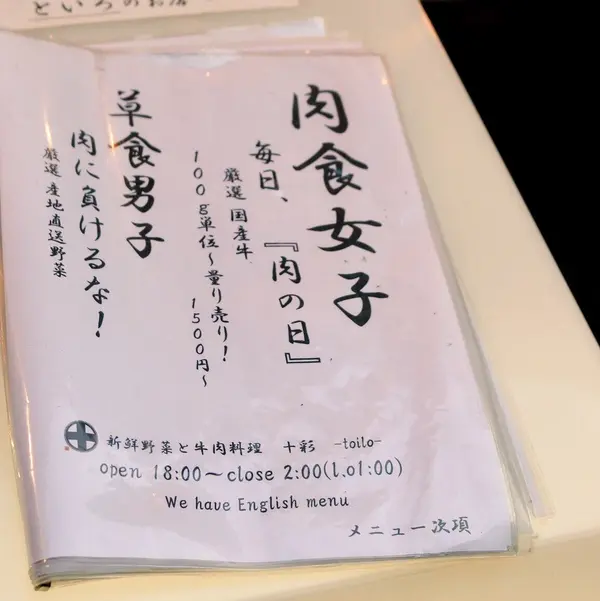 といろのお店
肉食女子
毎日、『肉の日』
厳選国産牛
100g単位～量り売り！
1500円～
草食男子
肉に負けるな！
厳選 産地直送野菜
新鮮野菜と牛肉料理 十彩 -toilo-
open 18:00～close 2:00(l.o1:00)
We have English menu
メニュー次項